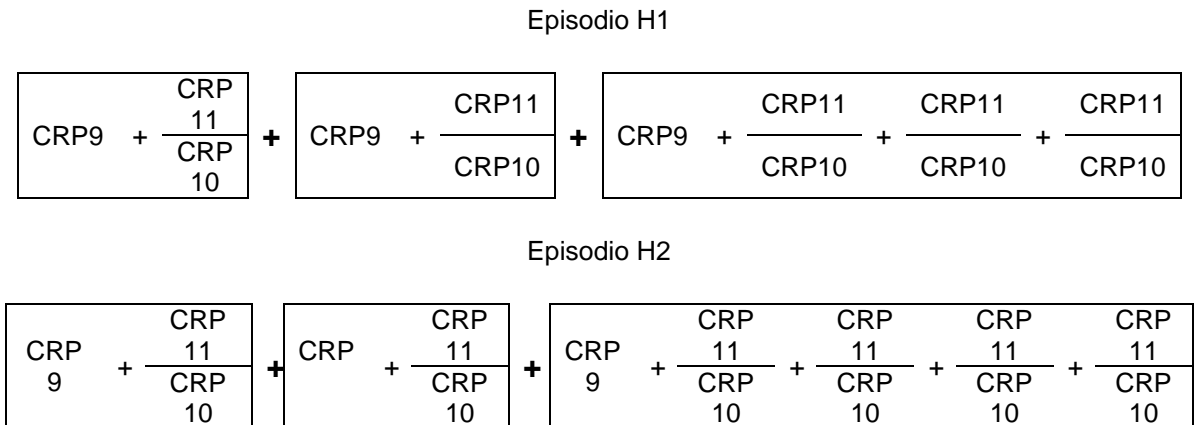 Episodio H1
CRP9 + CRP 11 / CRP 10 + CRP9 + CRP11 / CRP10 + CRP9 + CRP11 / CRP10 + CRP11 / CRP10 + CRP11 / CRP10
Episodio H2
CRP 9 + CRP 11 / CRP 10 + CRP + CRP 11 / CRP 10 + CRP 9 + CRP 11 / CRP 10 + CRP 11 / CRP 10 + CRP 11 / CRP 10 + CRP 11 / CRP 10